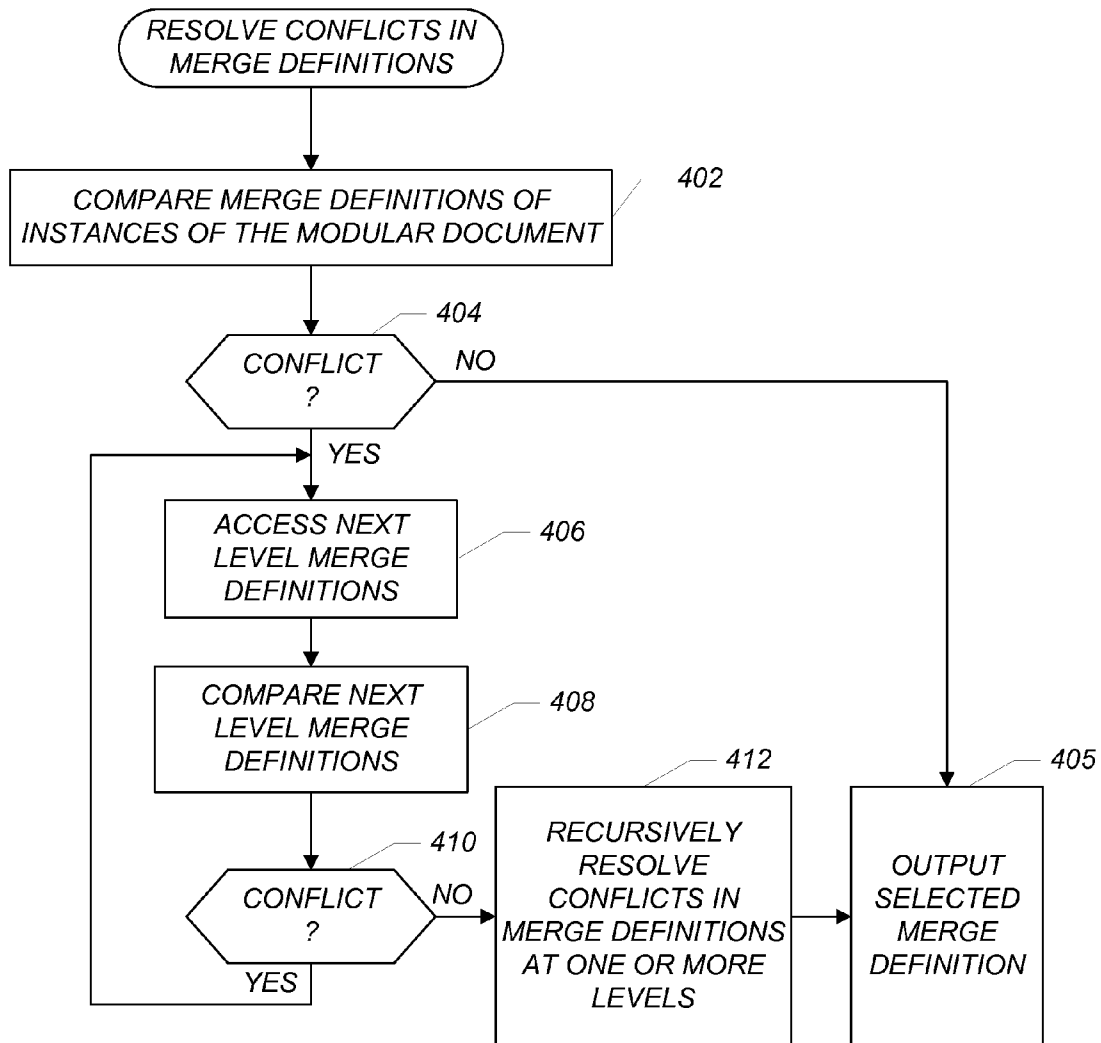 RESOLVE CONFLICTS IN
MERGE DEFINITIONS
402
COMPARE MERGE DEFINITIONS OF
INSTANCES OF THE MODULAR DOCUMENT
404
CONFLICT
?
NO
YES
ACCESS NEXT
LEVEL MERGE
DEFINITIONS
406
COMPARE NEXT
LEVEL MERGE
DEFINITIONS
408
410
CONFLICT
?
NO
YES
412
RECURSIVELY
RESOLVE
CONFLICTS IN
MERGE DEFINITIONS
AT ONE OR MORE
LEVELS
405
OUTPUT
SELECTED
MERGE
DEFINITION